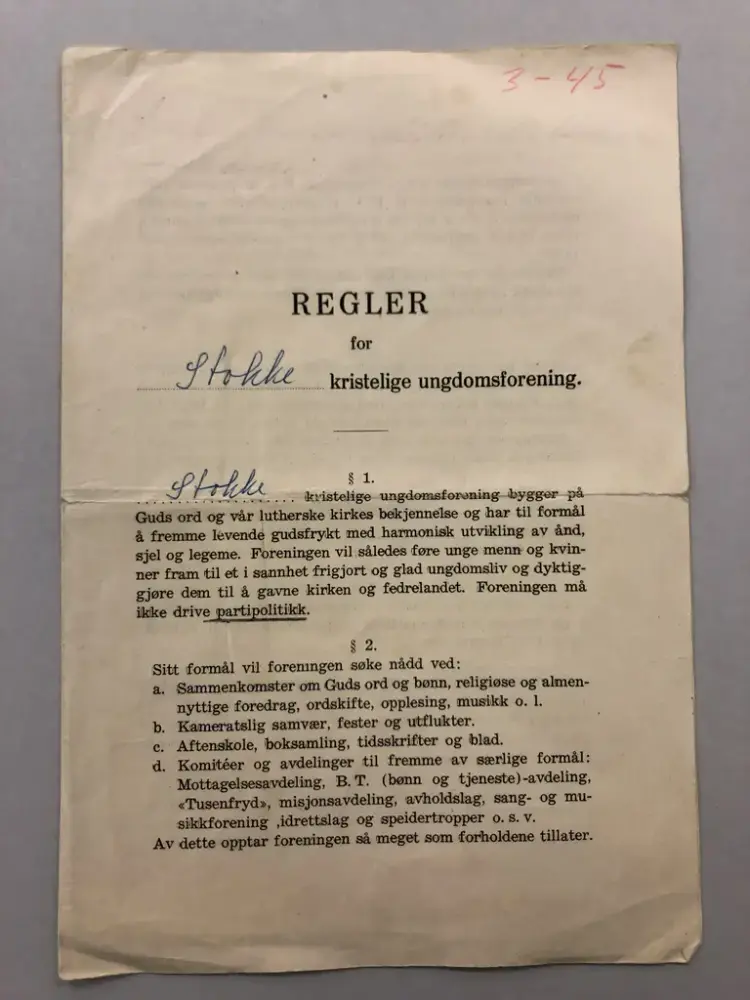 3-45
REGLER
for
Stokke kristelige ungdomsforening.
§ 1.
Stokke .... kristelige ungdomsforening bygger på
Guds ord og vår lutherske kirkes bekjennelse og har til formål
å fremme levende gudsfrykt med harmonisk utvikling av ånd,
sjel og legeme. Foreningen vil således føre unge menn og kvin-
ner fram til et i sannhet frigjort og glad ungdomsliv og dyktig-
gjøre dem til å gavne kirken og fedrelandet. Foreningen må
ikke drive partipolitikk.
§ 2.
Sitt formål vil foreningen søke nådd ved:
a. Sammenkomster om Guds ord og bønn, religiøse og almen-
nyttige foredrag, ordskifte, opplesing, musikk o. l.
b. Kameratslig samvær, fester og utflukter.
c. Aftenskole, boksamling, tidsskrifter og blad.
d. Komitéer og avdelinger til fremme av særlige formål:
Mottagelsesavdeling, B. T. (bønn og tjeneste)-avdeling,
«Tusenfryd», misjonsavdeling, avholdslag, sang- og mu-
sikkforening ,idrettslag og speidertropper o. s. v.
Av dette opptar foreningen så meget som forholdene tillater.